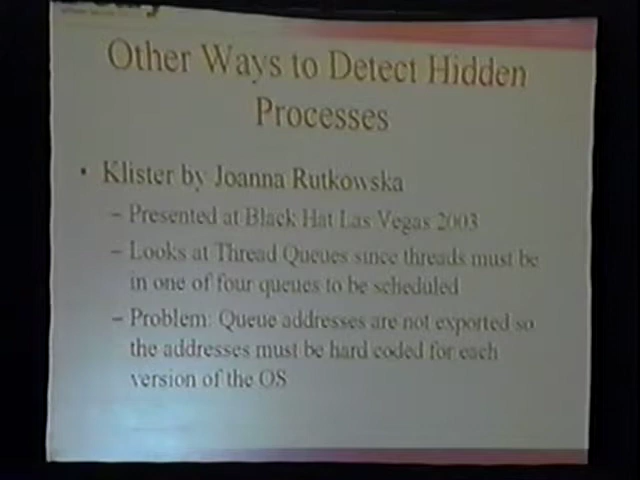 Other Ways to Detect Hidden
Processes
• Klister by Joanna Rutkowska
– Presented at Black Hat Las Vegas 2003
– Looks at Thread Queues since threads must be
in one of four queues to be scheduled
– Problem: Queue addresses are not exported so
the addresses must be hard coded for each
version of the OS